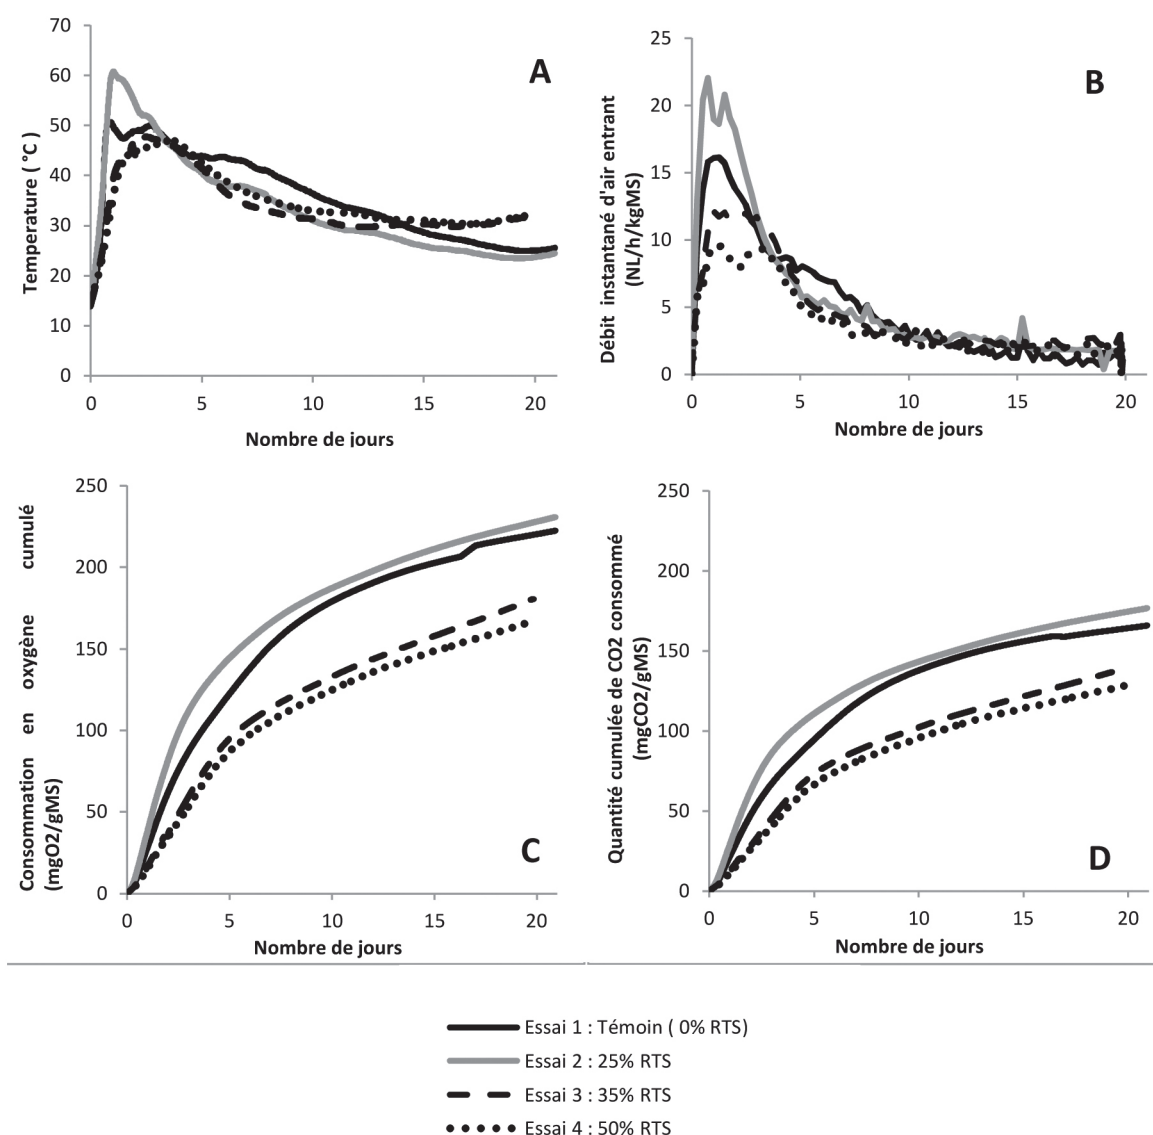 70
60
50
40
30
20
10
0
Temperature ( °C )
A
0 5 10 15 20
Nombre de jours
25
20
15
10
5
0
Débit instantané d'air entrant
(NL/h/kgMS)
B
0 5 10 15 20
Nombre de jours
250
200
150
100
50
0
Consommation en oxygène cumulé
(mgO2/gMS)
C
0 5 10 15 20
Nombre de jours
250
200
150
100
50
0
Quantité cumulée de CO2 consommé
(mgCO2/gMS)
D
0 5 10 15 20
Nombre de jours
Essai 1 : Témoin ( 0% RTS)
Essai 2 : 25% RTS
Essai 3 : 35% RTS
Essai 4 : 50% RTS